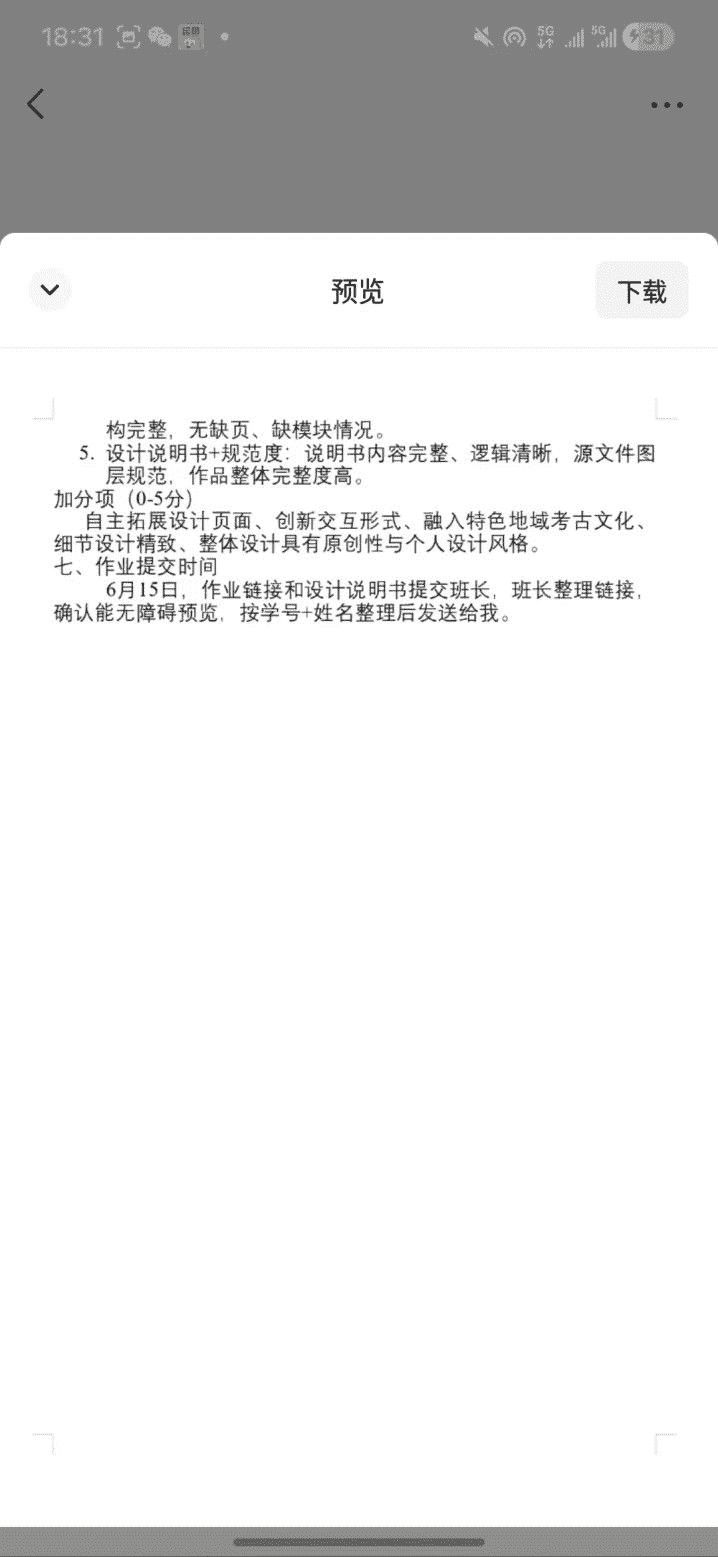 18:31
5G
5G
31
预览
下载
构完整，无缺页、缺模块情况。
5. 设计说明书+规范度：说明书内容完整、逻辑清晰，源文件图
层规范，作品整体完整度高。
加分项（0-5分）
自主拓展设计页面、创新交互形式、融入特色地域考古文化、
细节设计精致、整体设计具有原创性与个人设计风格。
七、作业提交时间
6月15日，作业链接和设计说明书提交班长，班长整理链接，
确认能无障碍预览，按学号+姓名整理后发送给我。